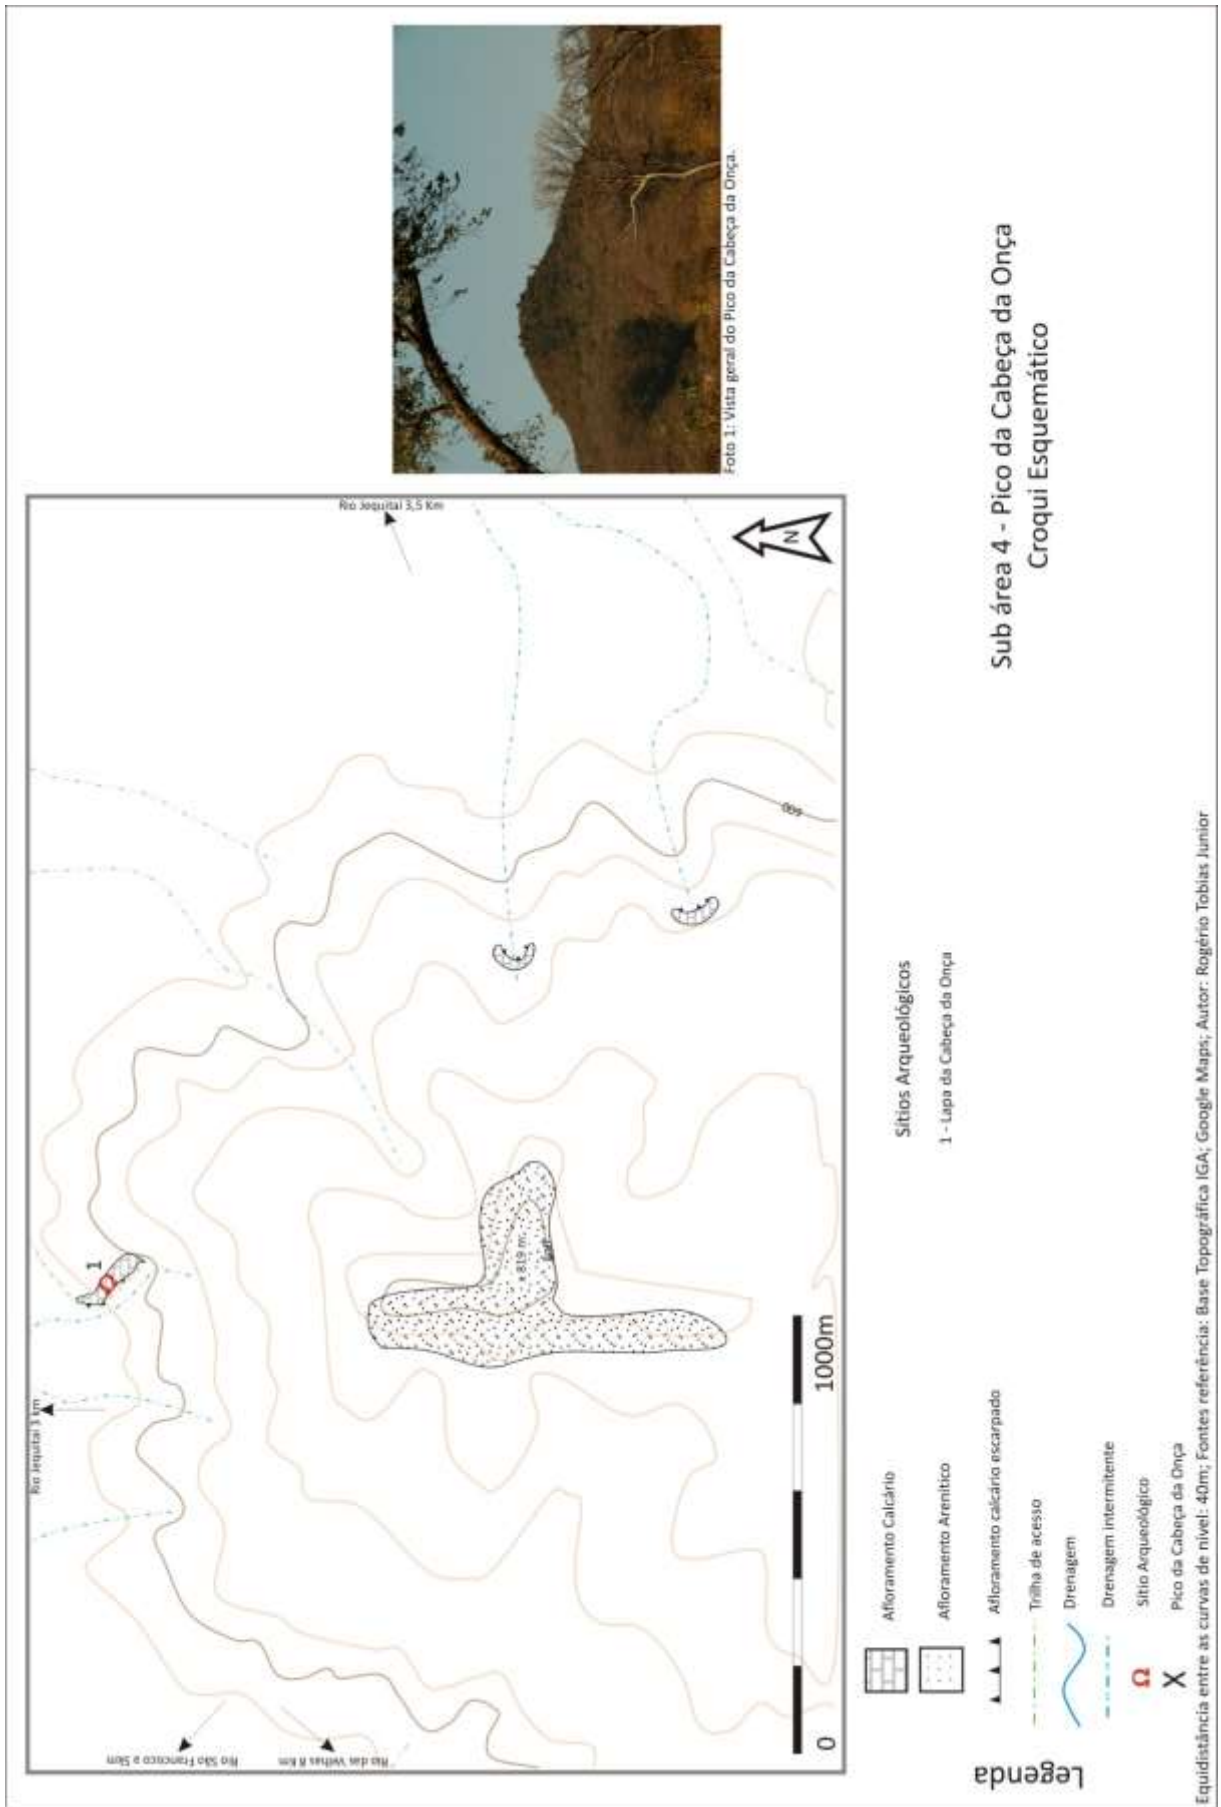 Rio Jequitaí 3 km
Rio Jequitaí 3,5 Km
Rio São Francisco a 5km
Rio das Velhas 8 Km
1
x 819 m.
600
N
0
1000m
Foto 1: Vista geral do Pico da Cabeça da Onça.
Legenda
Afloramento Calcário
Afloramento Arenítico
Afloramento calcário escarpado
Trilha de acesso
Drenagem
Drenagem intermitente
Ω Sítio Arqueológico
X Pico da Cabeça da Onça
Sítios Arqueológicos
1 - Lapa da Cabeça da Onça
Sub área 4 - Pico da Cabeça da Onça
Croqui Esquemático
Equidistância entre as curvas de nível: 40m; Fontes referência: Base Topográfica IGA; Google Maps; Autor: Rogério Tobias Junior